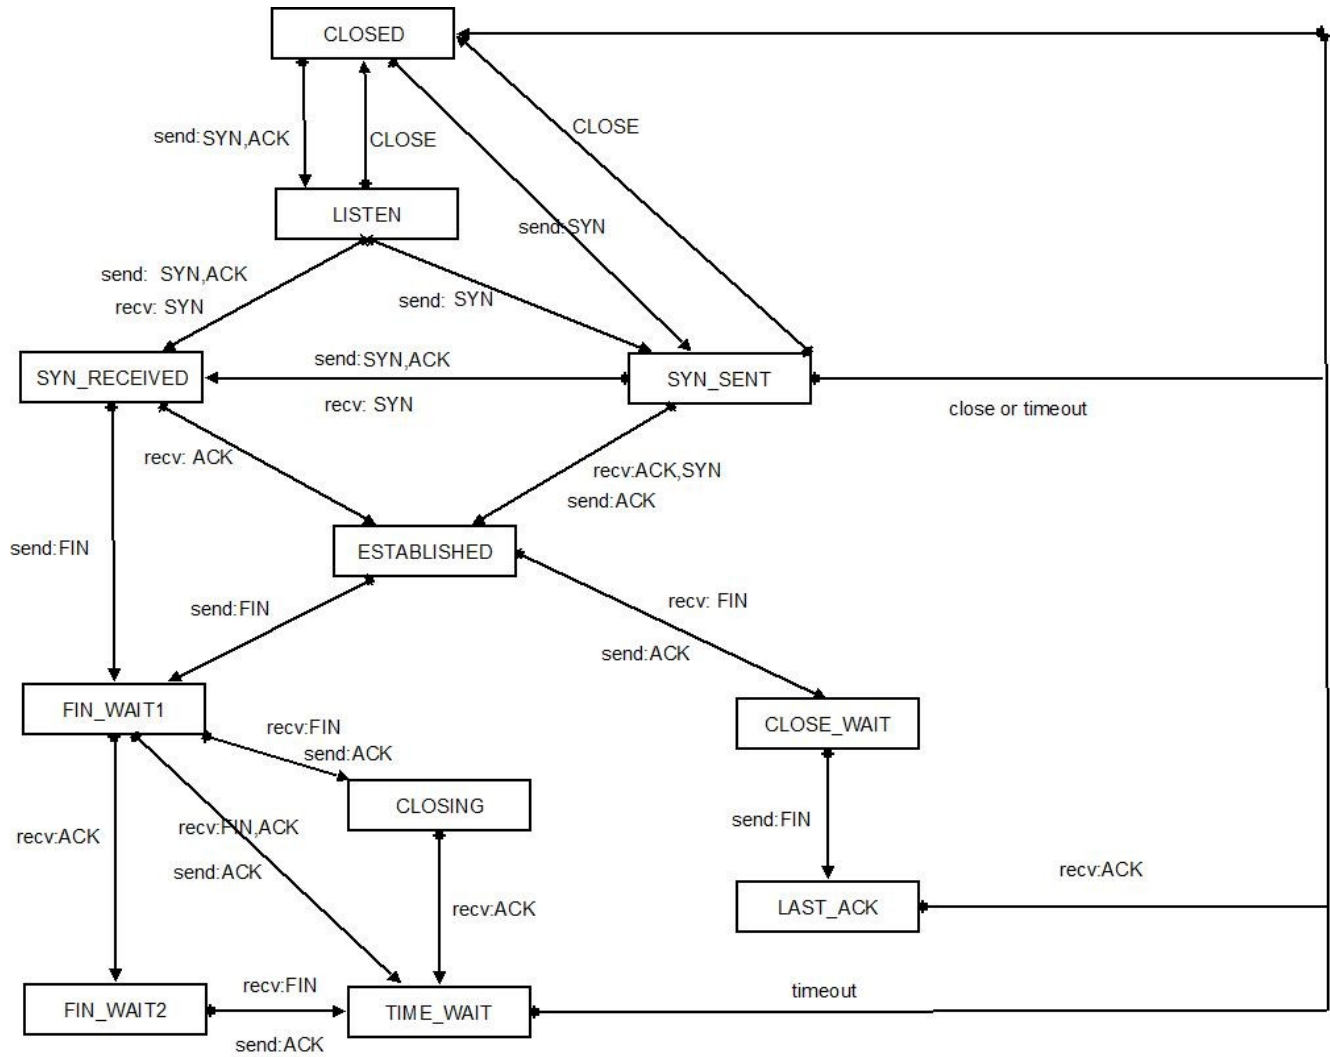 CLOSED
CLOSE
send:SYN,ACK
CLOSE
LISTEN
send:SYN
send: SYN,ACK
recv: SYN
send: SYN
send:SYN,ACK
SYN_RECEIVED
SYN_SENT
recv: SYN
close or timeout
recv: ACK
recv:ACK,SYN
send:ACK
send:FIN
ESTABLISHED
send:FIN
recv: FIN
send:ACK
FIN_WAIT1
CLOSE_WAIT
recv:FIN
send:ACK
CLOSING
recv:ACK
recv:FIN,ACK
send:ACK
send:FIN
recv:ACK
LAST_ACK
recv:ACK
recv:FIN
timeout
FIN_WAIT2
TIME_WAIT
send:ACK